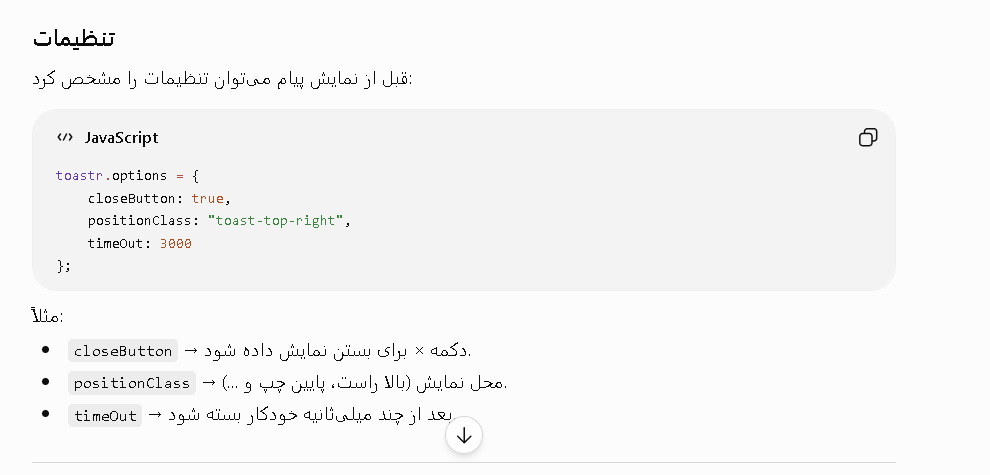 تنظیمات
قبل از نمایش پیام می‌توان تنظیمات را مشخص کرد:
</> JavaScript
toastr.options = {
    closeButton: true,
    positionClass: "toast-top-right",
    timeOut: 3000
};
مثلاً:
closeButton → دکمه × برای بستن نمایش داده شود.
positionClass → محل نمایش (بالا راست، پایین چپ و ...).
timeOut → بعد از چند میلی‌ثانیه خودکار بسته شود.